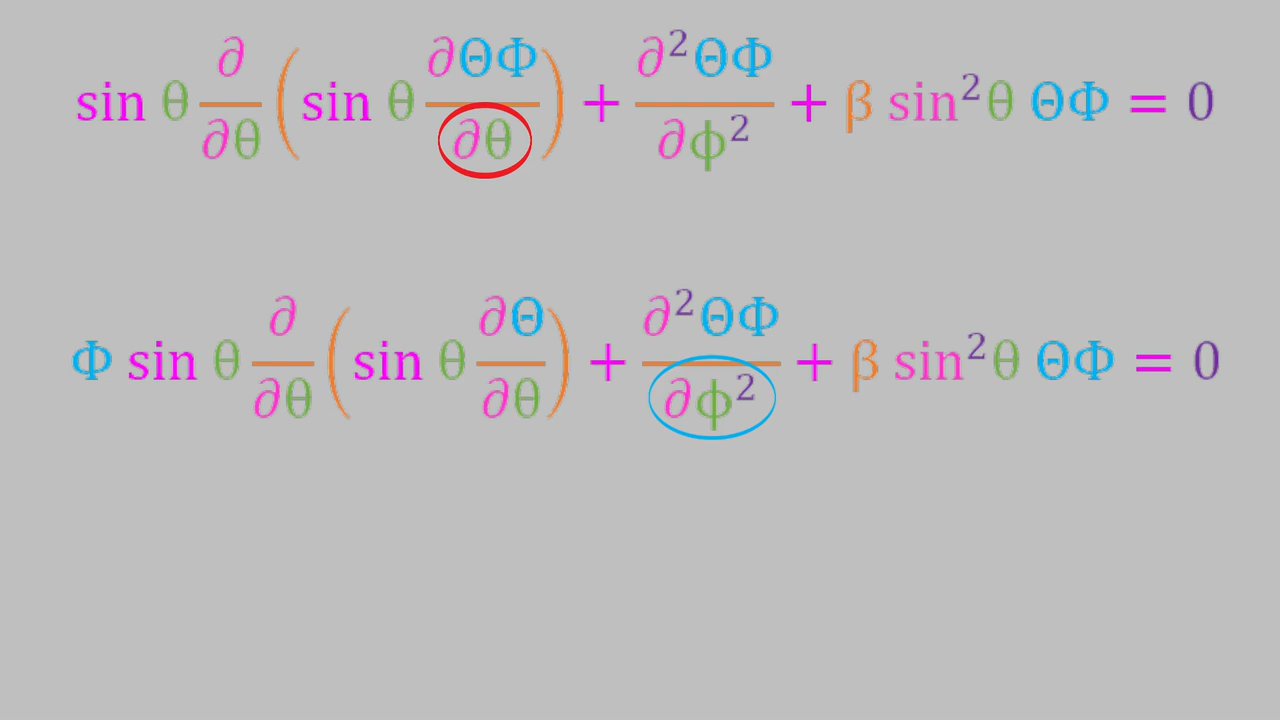 sin θ ∂/∂θ (sin θ ∂ΘΦ/∂θ) + ∂²ΘΦ/∂ϕ² + β sin²θ ΘΦ = 0
Φ sin θ ∂/∂θ (sin θ ∂Θ/∂θ) + ∂²ΘΦ/∂ϕ² + β sin²θ ΘΦ = 0